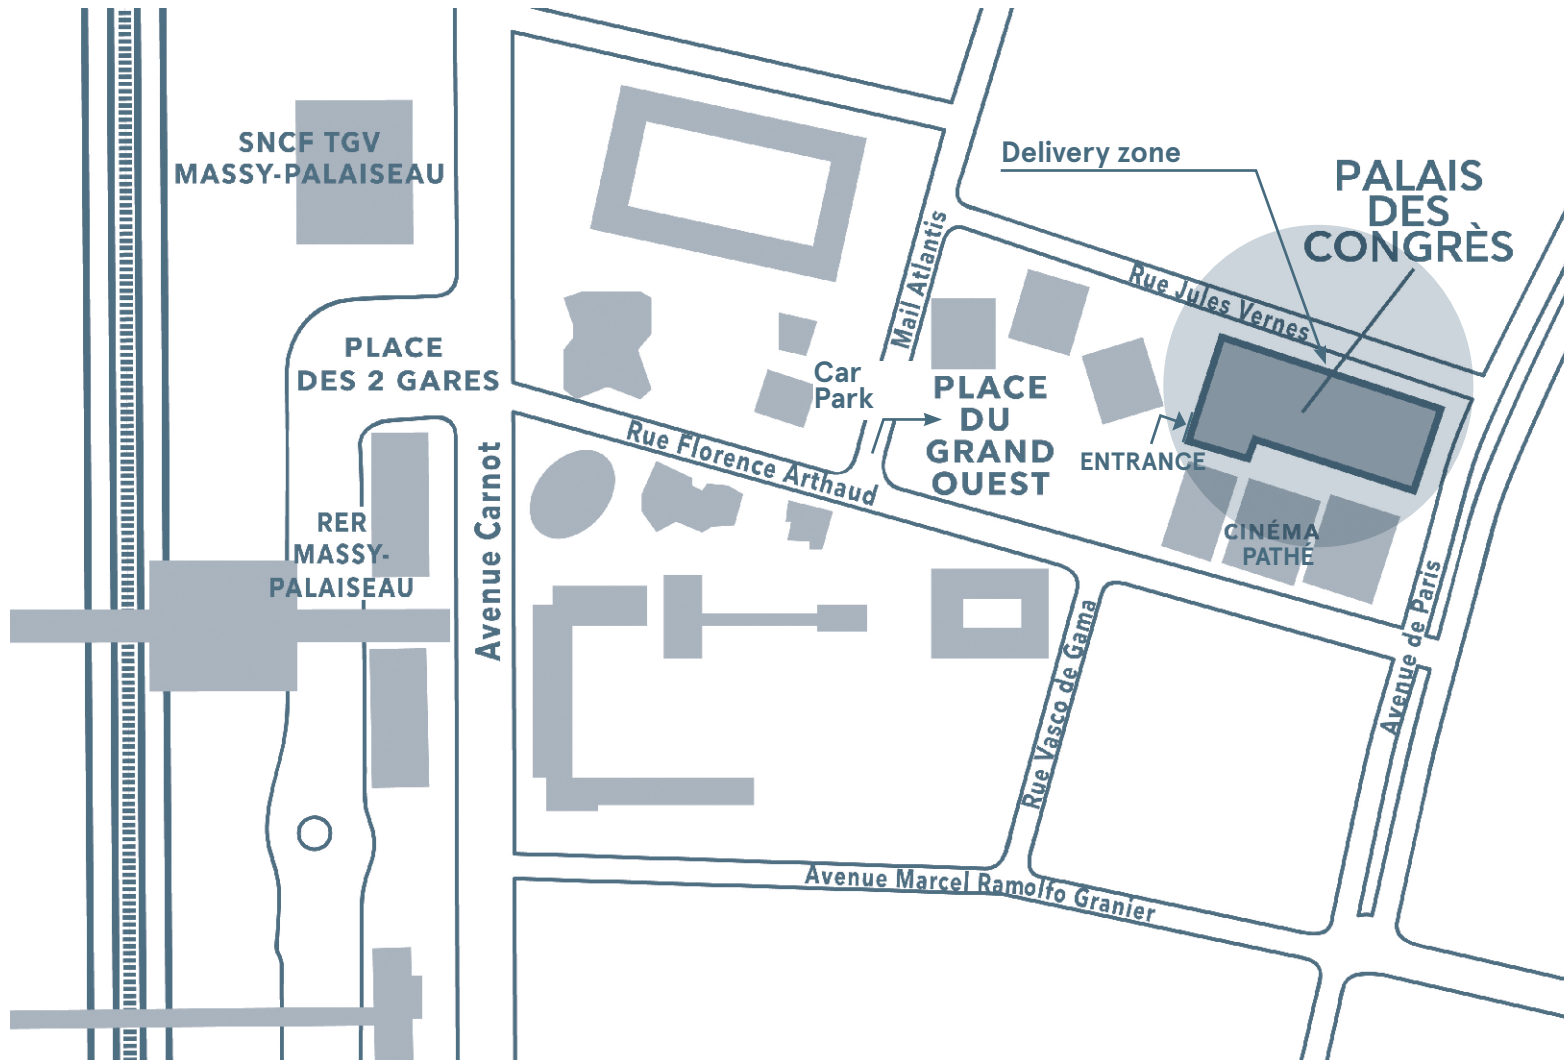 SNCF TGV
MASSY-PALAISEAU
Delivery zone
PALAIS
DES
CONGRÈS
Mail Atlantis
Rue Jules Vernes
PLACE
DES 2 GARES
Car
Park
PLACE
DU
GRAND
OUEST
ENTRANCE
Rue Florence Arthaud
Avenue Carnot
RER
MASSY-
PALAISEAU
CINÉMA
PATHÉ
Avenue de Paris
Rue Vasco de Gama
Avenue Marcel Ramolfo Granier